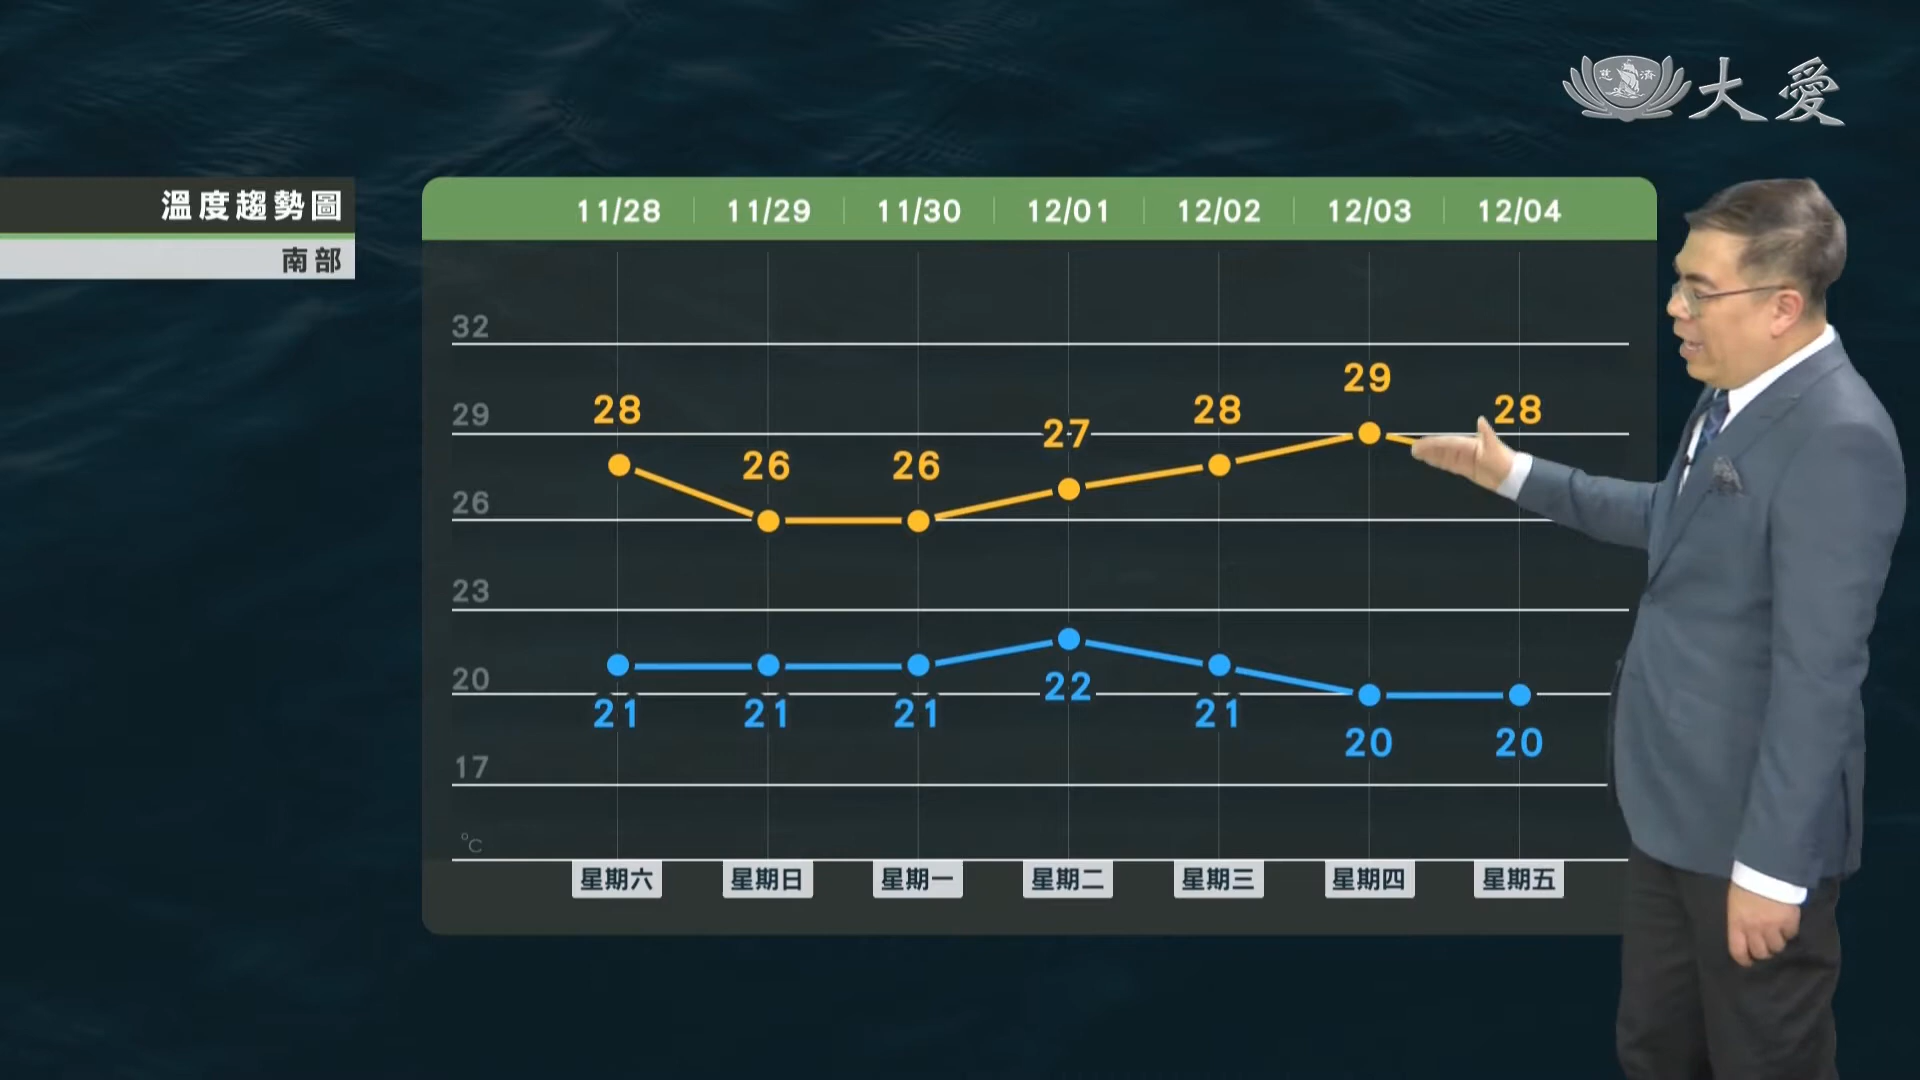 慈 濟
大愛
溫度趨勢圖
南部
11/28 11/29 11/30 12/01 12/02 12/03 12/04
32
29
26
23
20
17
°C
28 26 26 27 28 29 28
21 21 21 22 21 20 20
星期六 星期日 星期一 星期二 星期三 星期四 星期五